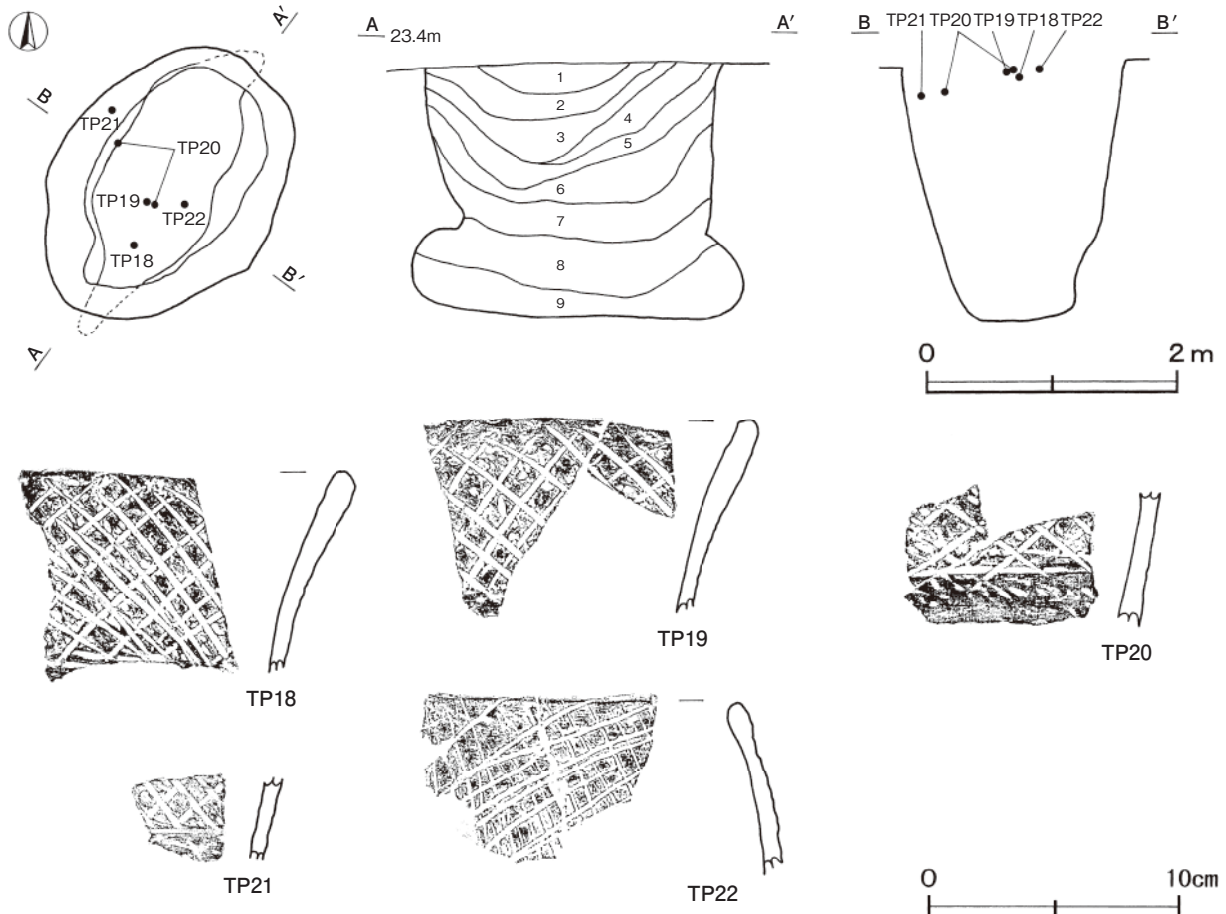 A′
A 23.4m A′
B B′
TP21 TP20 TP19 TP18 TP22
B
TP21
TP20
TP19
TP22
TP18
B′
A
1
2
3
4
5
6
7
8
9
0 2 m
TP18
TP19
TP20
TP21
TP22
0 10cm